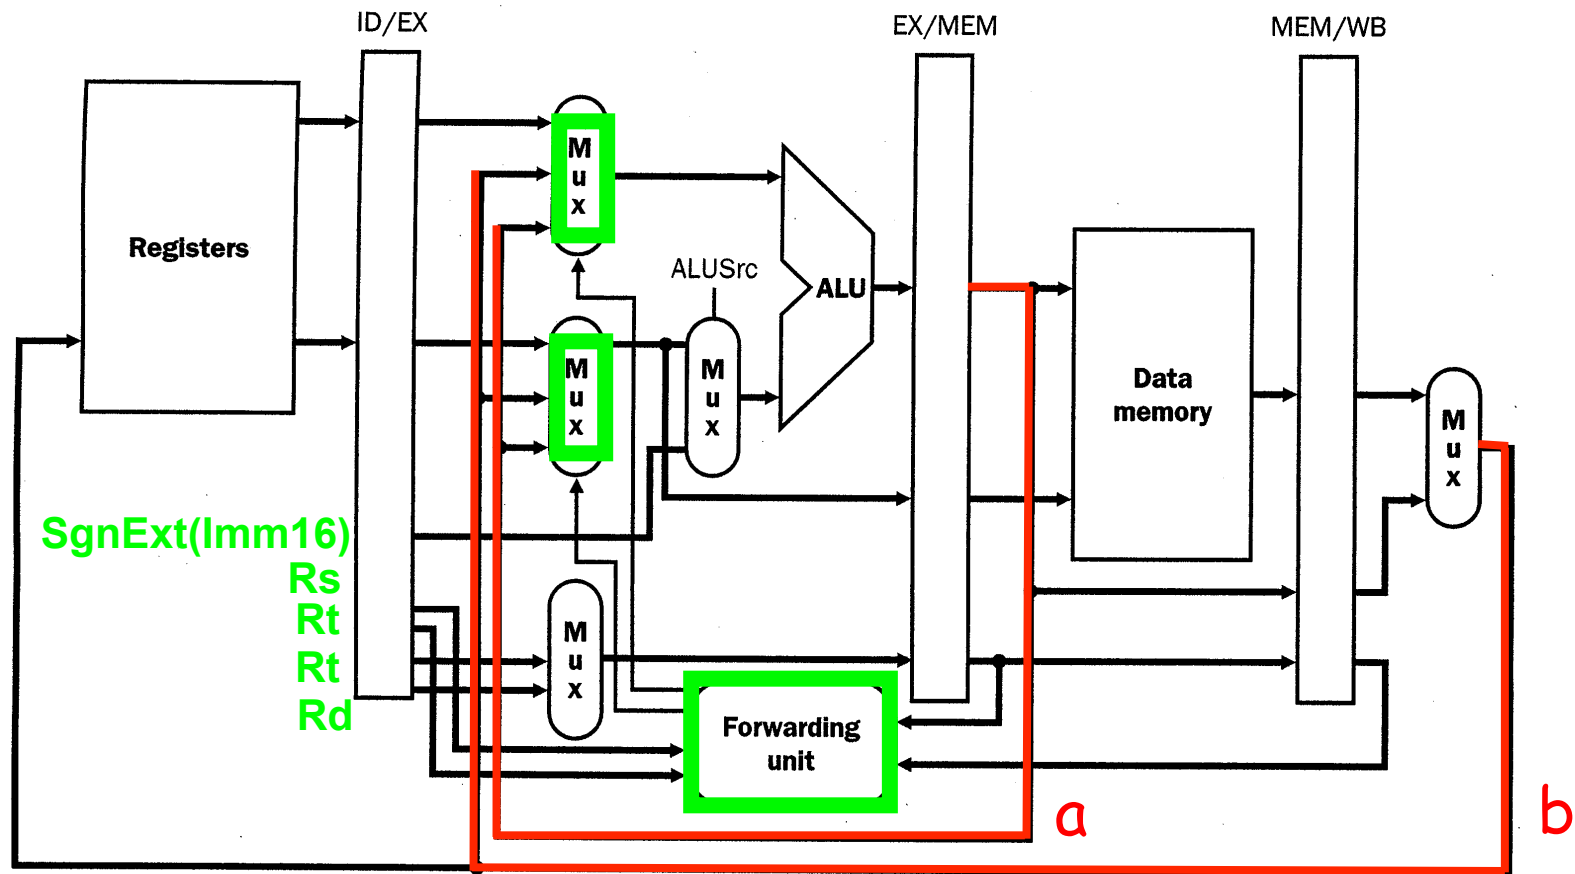 ID/EX
EX/MEM
MEM/WB
M
u
x
Registers
ALUSrc
ALU
M
u
x
M
u
x
Data
memory
M
u
x
SgnExt(Imm16)
Rs
Rt
Rt
Rd
M
u
x
Forwarding
unit
a
b